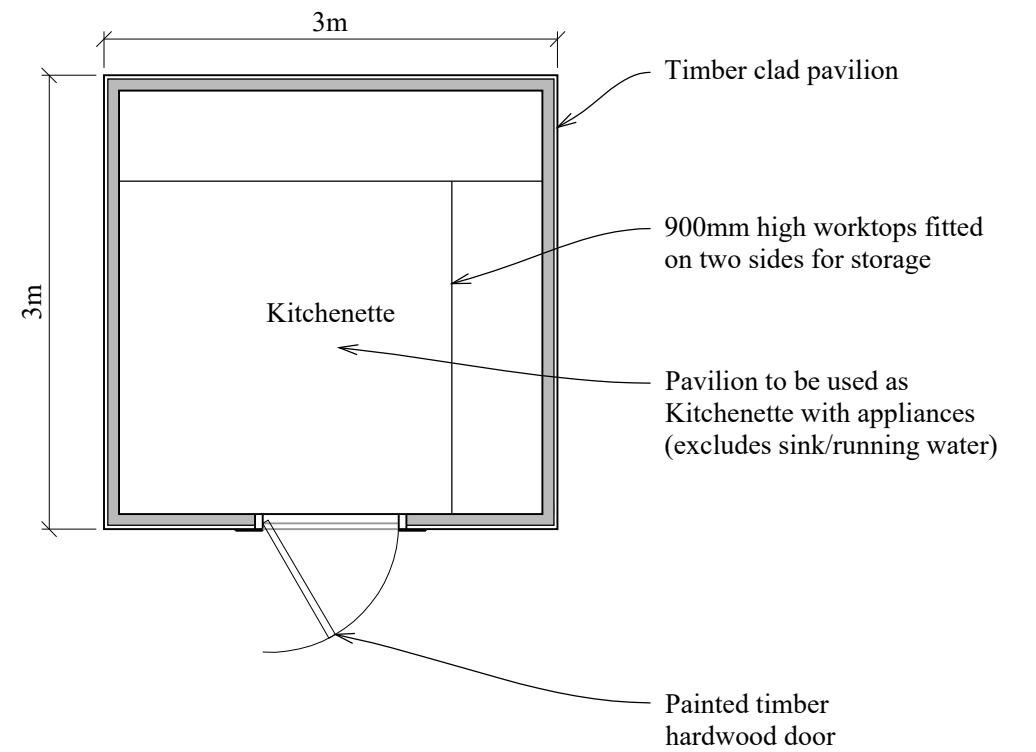 3m
Timber clad pavilion
900mm high worktops fitted
on two sides for storage
3m
Kitchenette
Pavilion to be used as
Kitchenette with appliances
(excludes sink/running water)
Painted timber
hardwood door